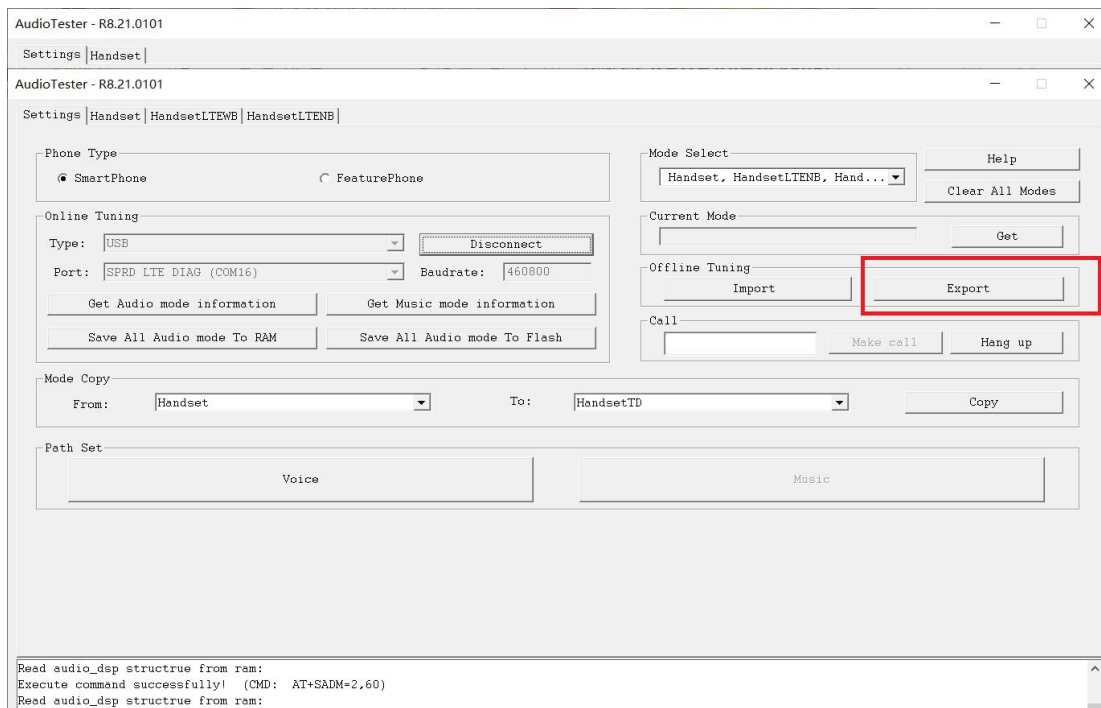 AudioTester - R8.21.0101
Settings Handset
AudioTester - R8.21.0101
Settings Handset HandsetLTEWB HandsetLTENB
Phone Type
SmartPhone FeaturePhone
Mode Select
Handset, HandsetLTENB, Hand...
Help
Clear All Modes
Online Tuning
Type: USB Disconnect
Port: SPRD LTE DIAG (COM16) Baudrate: 460800
Get Audio mode information Get Music mode information
Save All Audio mode To RAM Save All Audio mode To Flash
Current Mode
Get
Offline Tuning
Import Export
Call
Make call Hang up
Mode Copy
From: Handset To: HandsetTD Copy
Path Set
Voice Music
Read audio_dsp structrue from ram:
Execute command successfully! (CMD: AT+SADM=2,60)
Read audio_dsp structrue from ram: